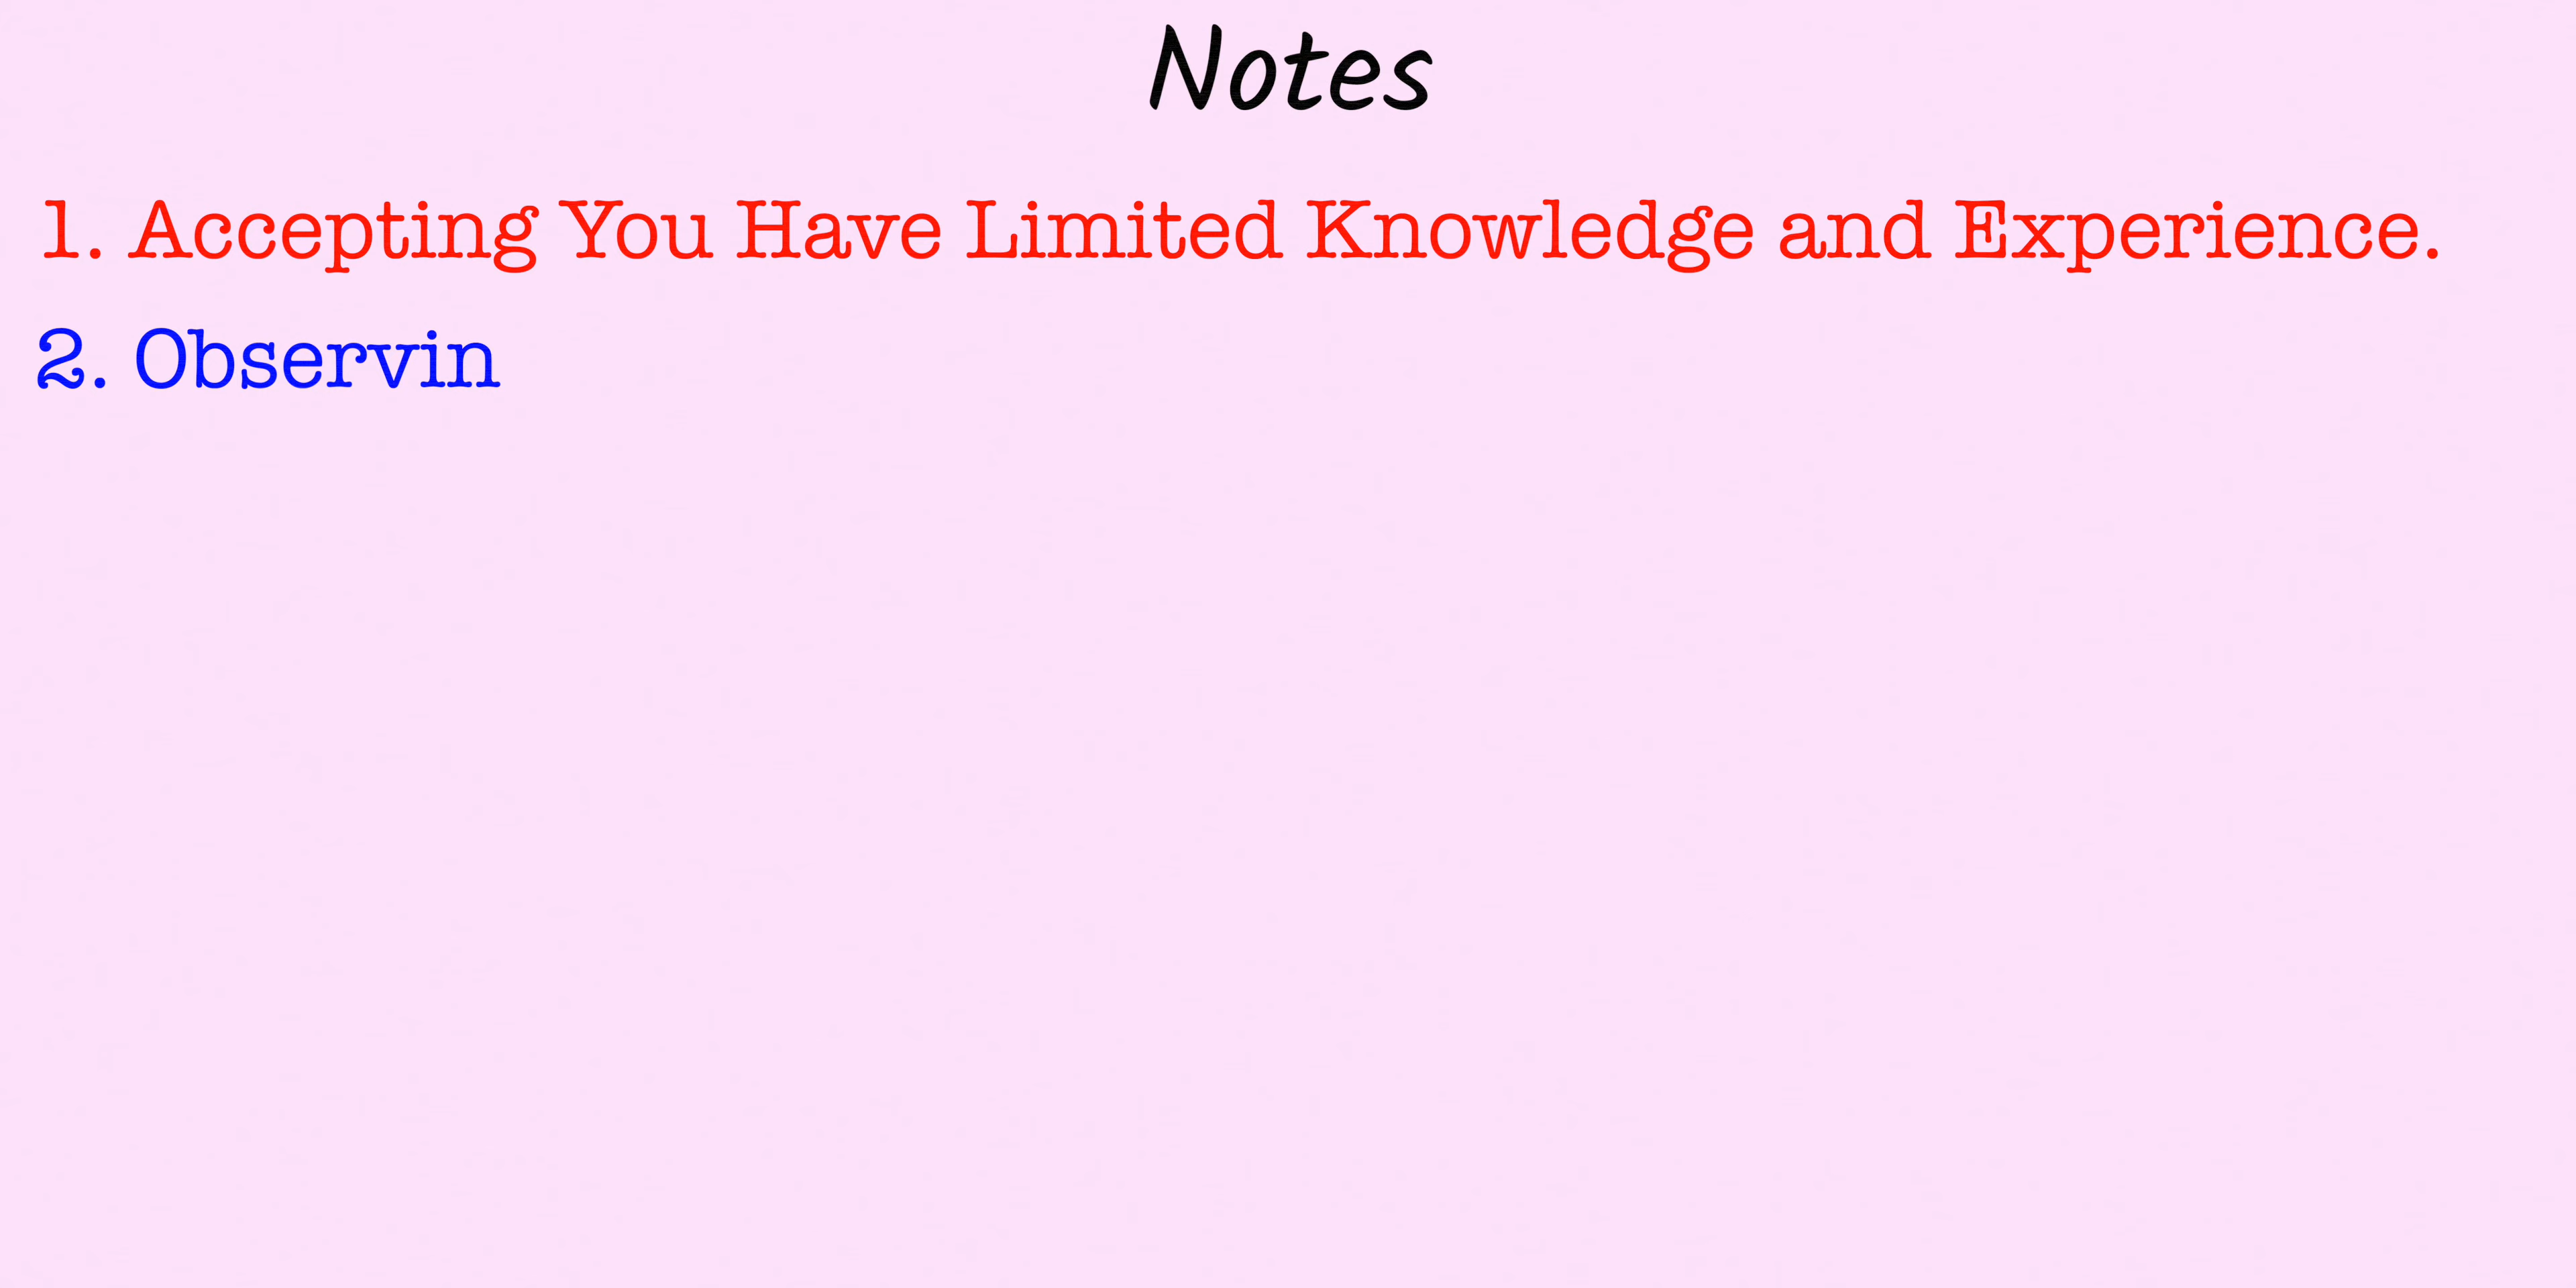 Notes
1. Accepting You Have Limited Knowledge and Experience.
2. Observin